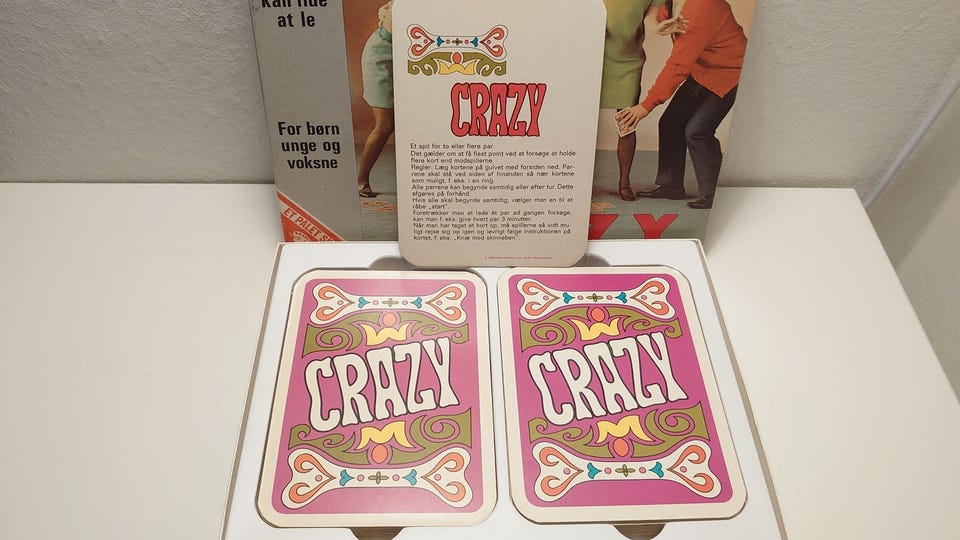 kan lide
at le
For børn
unge og
voksne
ET PALET SP
CRAZY
Et spil for to eller flere par.
Det gælder om at få flest point ved at forsøge at holde
flere kort end modspillerne.
Regler: Læg kortene på gulvet med forsiden ned. Par-
rene skal stå ved siden af hinanden så nær kortene
som muligt, f. eks. i en ring.
Alle parrene kan begynde samtidig eller efter tur. Dette
afgøres på forhånd.
Hvis alle skal begynde samtidig, vælger man en til at
råbe „start".
Foretrækker man at lade ét par ad gangen forsøge,
kan man f. eks. give hvert par 3 minutter.
Når man har taget et kort op, må spillerne så vidt mu-
ligt rejse sig op igen og iøvrigt følge instruktionen på
kortet, f. eks. „Knæ mod skinneben".
ZY
CRAZY
CRAZY